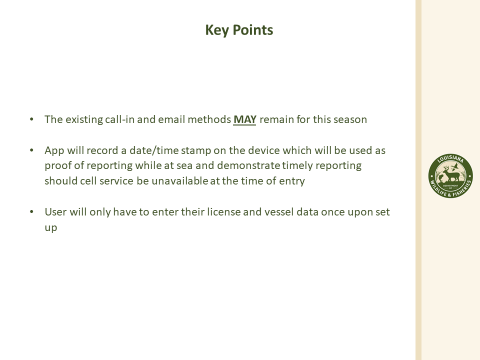 Key Points
• The existing call-in and email methods MAY remain for this season
• App will record a date/time stamp on the device which will be used as
proof of reporting while at sea and demonstrate timely reporting
should cell service be unavailable at the time of entry
• User will only have to enter their license and vessel data once upon set
up
LOUISIANA
WILDLIFE & FISHERIES